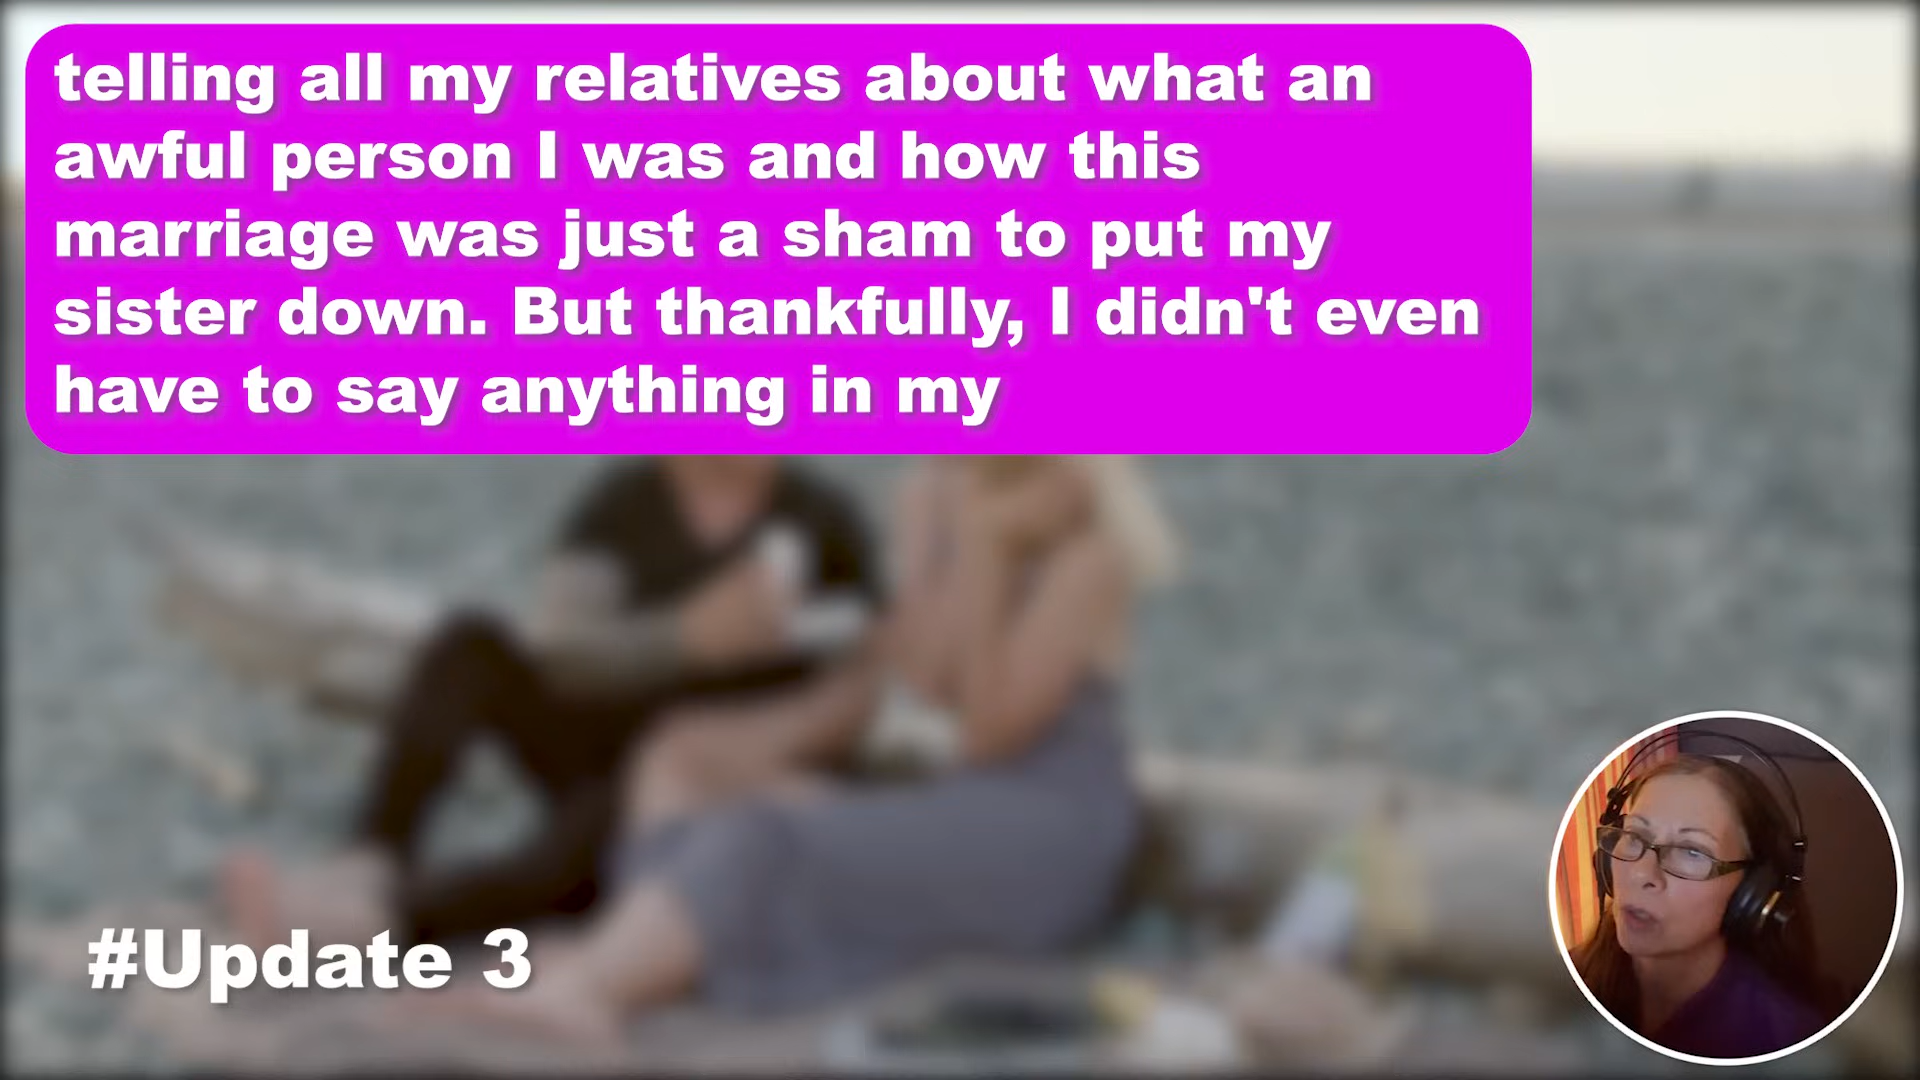 telling all my relatives about what an
awful person I was and how this
marriage was just a sham to put my
sister down. But thankfully, I didn't even
have to say anything in my
#Update 3